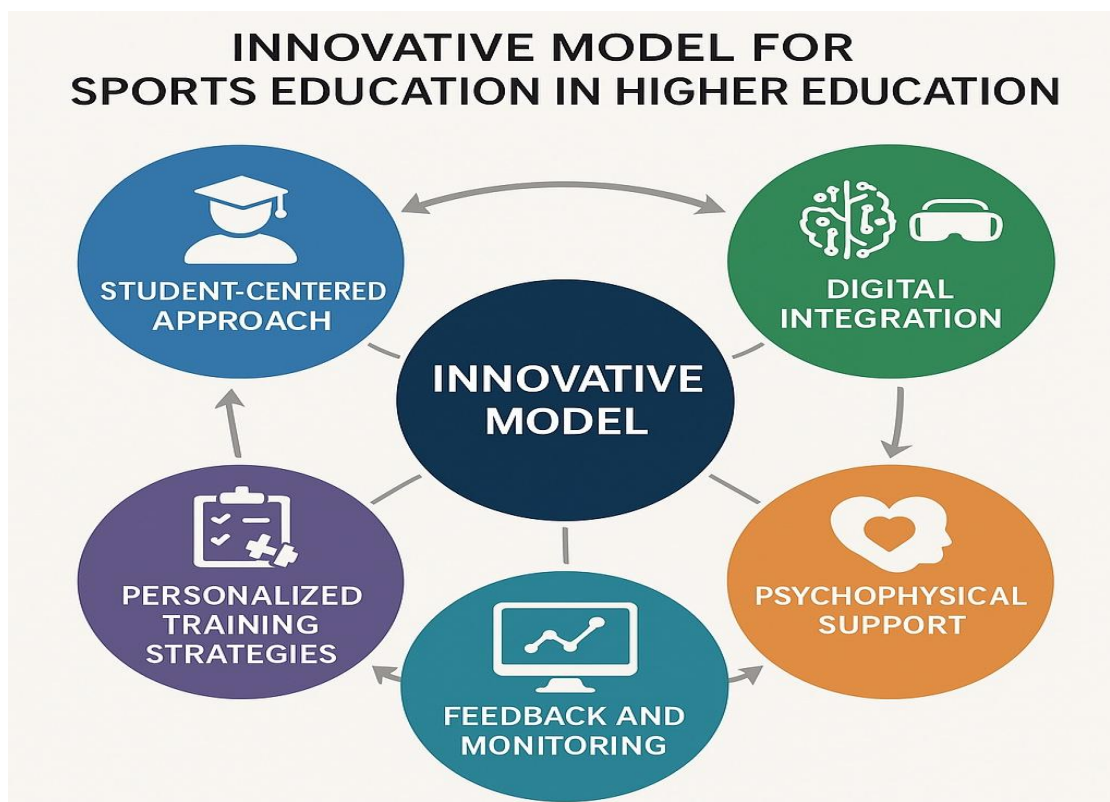 INNOVATIVE MODEL FOR
SPORTS EDUCATION IN HIGHER EDUCATION
STUDENT-CENTERED
APPROACH
DIGITAL
INTEGRATION
INNOVATIVE
MODEL
PERSONALIZED
TRAINING
STRATEGIES
PSYCHOPHYSICAL
SUPPORT
FEEDBACK AND
MONITORING